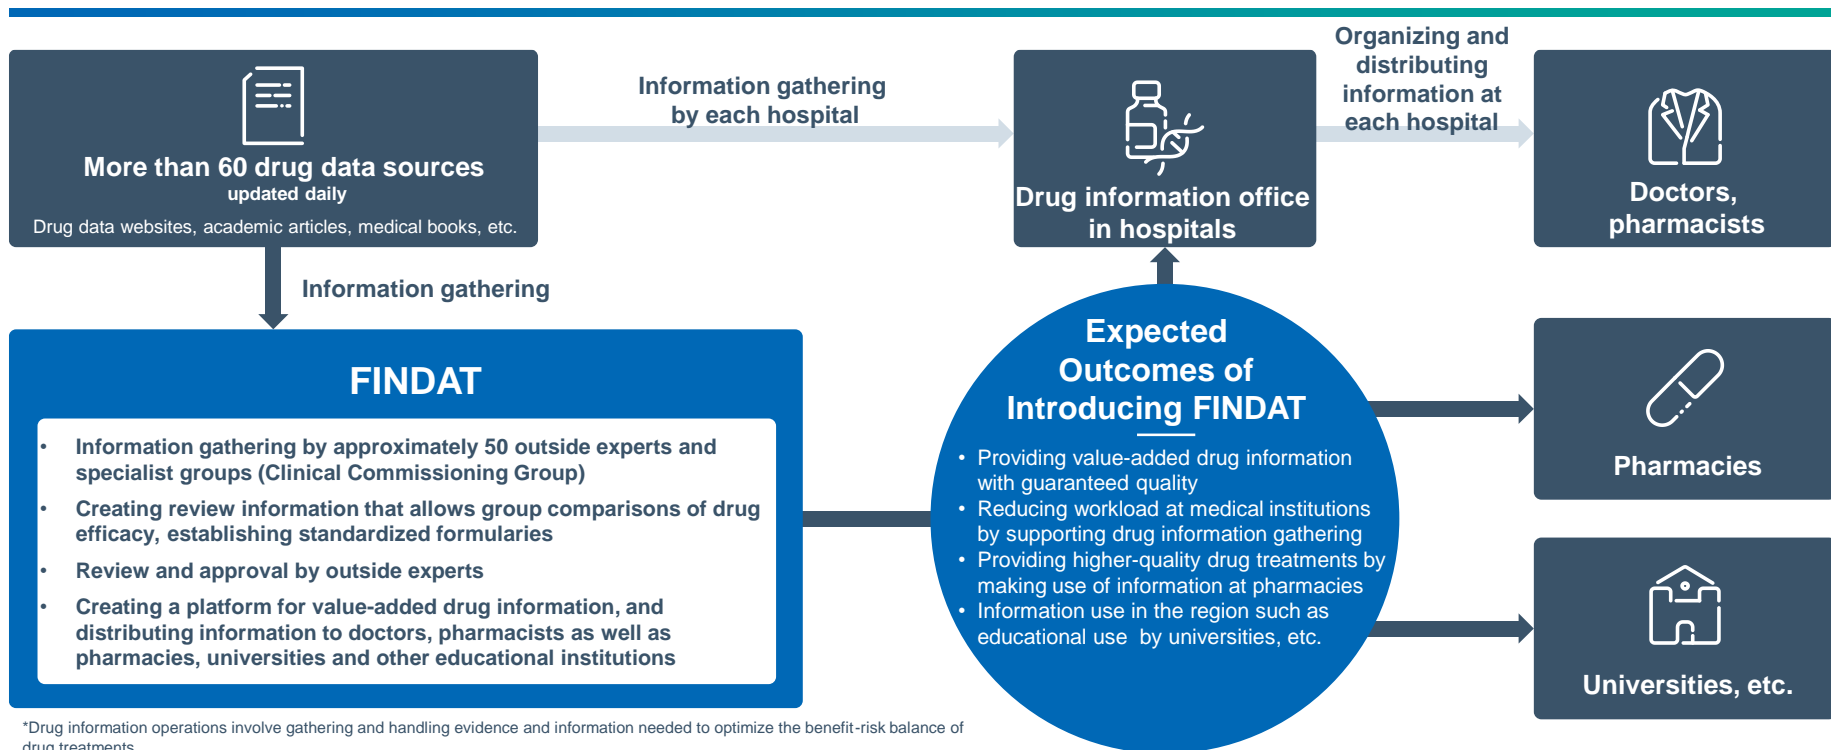 More than 60 drug data sources
updated daily
Drug data websites, academic articles, medical books, etc.
Information gathering
by each hospital
Drug information office
in hospitals
Organizing and
distributing
information at
each hospital
Doctors,
pharmacists
Information gathering
FINDAT
• Information gathering by approximately 50 outside experts and
specialist groups (Clinical Commissioning Group)
• Creating review information that allows group comparisons of drug
efficacy, establishing standardized formularies
• Review and approval by outside experts
• Creating a platform for value-added drug information, and
distributing information to doctors, pharmacists as well as
pharmacies, universities and other educational institutions
Expected
Outcomes of
Introducing FINDAT
• Providing value-added drug information
with guaranteed quality
• Reducing workload at medical institutions
by supporting drug information gathering
• Providing higher-quality drug treatments by
making use of information at pharmacies
• Information use in the region such as
educational use by universities, etc.
Pharmacies
Universities, etc.
*Drug information operations involve gathering and handling evidence and information needed to optimize the benefit-risk balance of
drug treatments